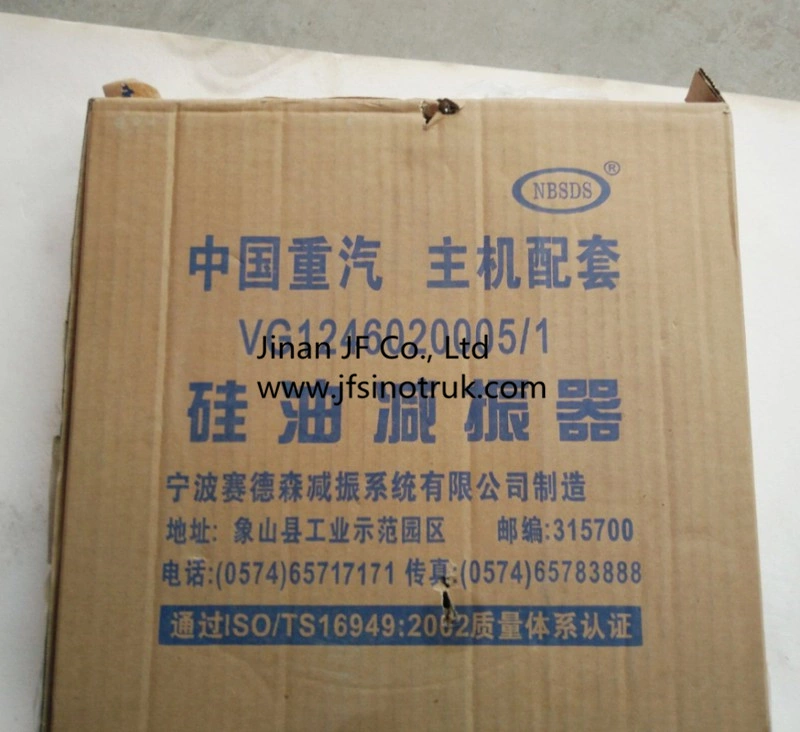 NBSDS®
中国重汽 主机配套
VG1246020005/1
Jinan JF Co., Ltd
www.jfsinotruk.com
硅油减振器
宁波赛德森减振系统有限公司制造
地址: 象山县工业示范园区 邮编:315700
电话:(0574)65717171 传真:(0574)65783888
通过ISO/TS16949:2002质量体系认证